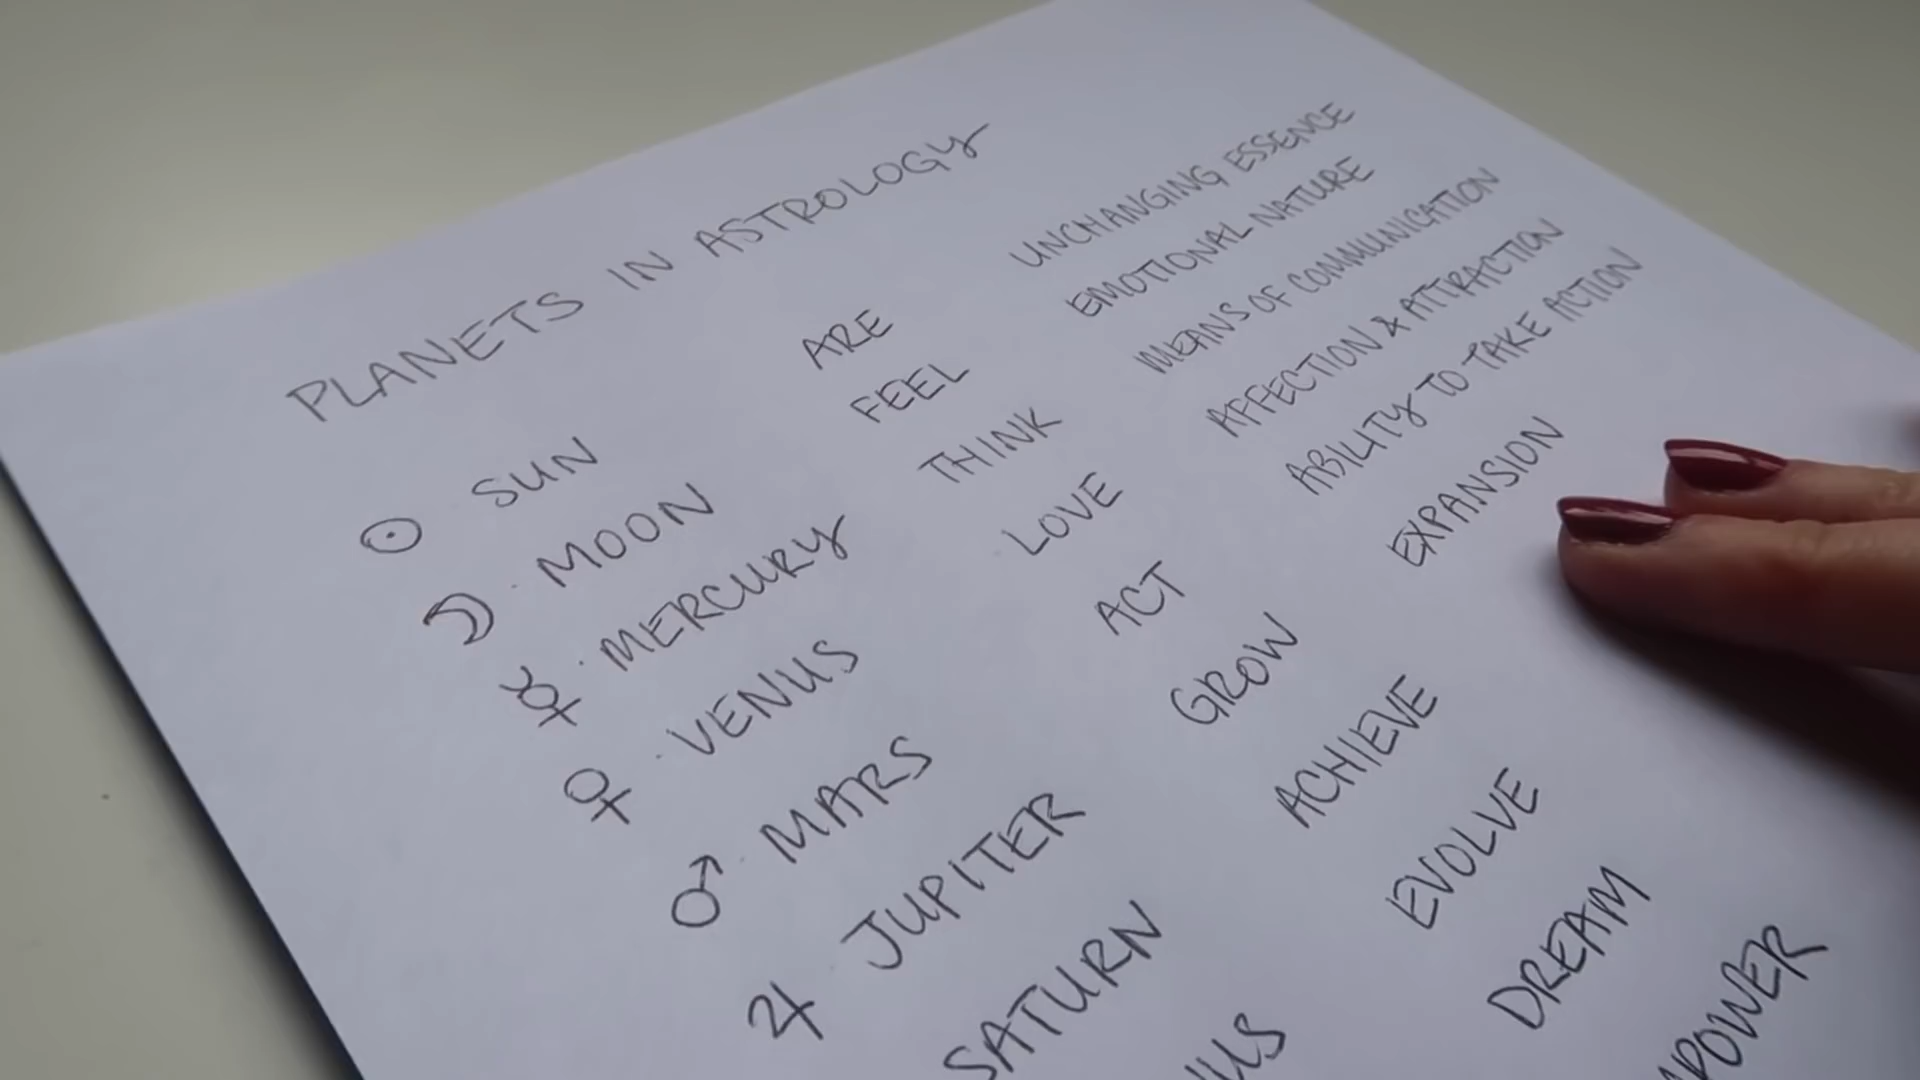 PLANETS IN ASTROLOGY
☉ SUN ARE UNCHANGING ESSENCE
☽ MOON FEEL EMOTIONAL NATURE
☿ MERCURY THINK MEANS OF COMMUNICATION
♀ VENUS LOVE AFFECTION & ATTRACTION
♂ MARS ACT ABILITY TO TAKE ACTION
♃ JUPITER GROW EXPANSION
SATURN ACHIEVE
EVOLVE
DREAM